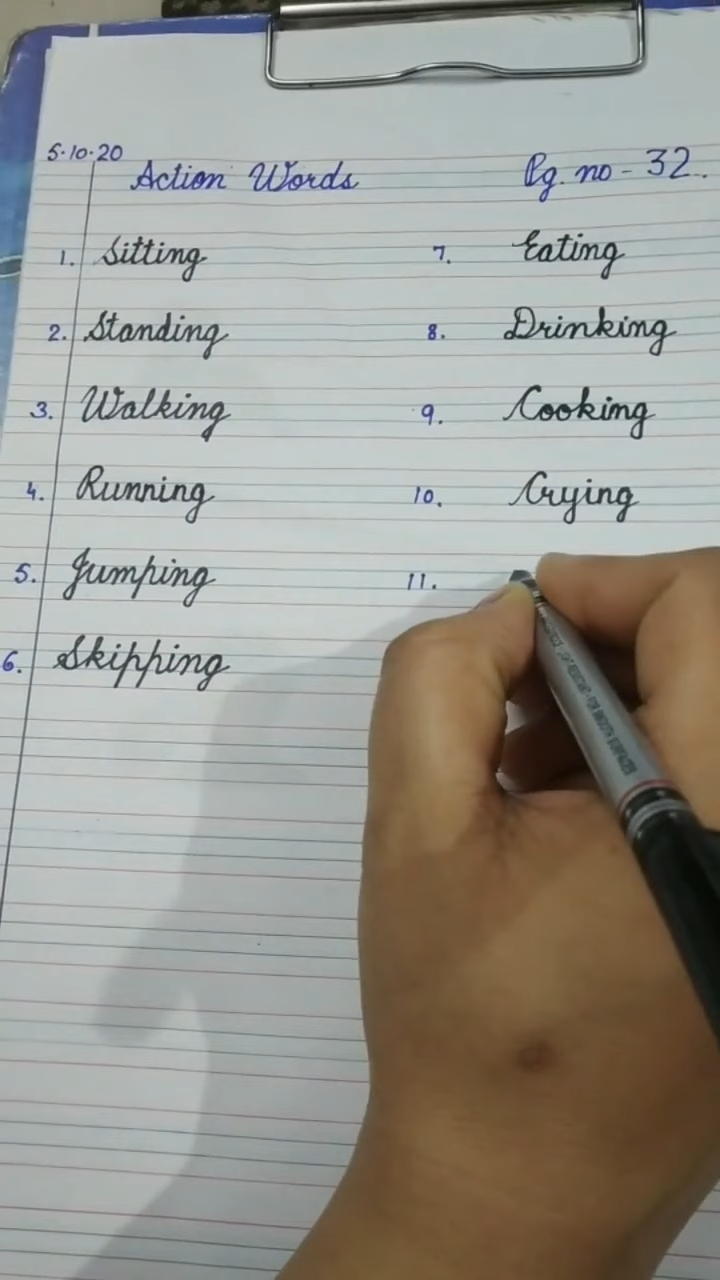 5.10.20
Action Words
Pg. no - 32.
1. Sitting
2. Standing
3. Walking
4. Running
5. Jumping
6. Skipping
7. Eating
8. Drinking
9. Cooking
10. Crying
11.